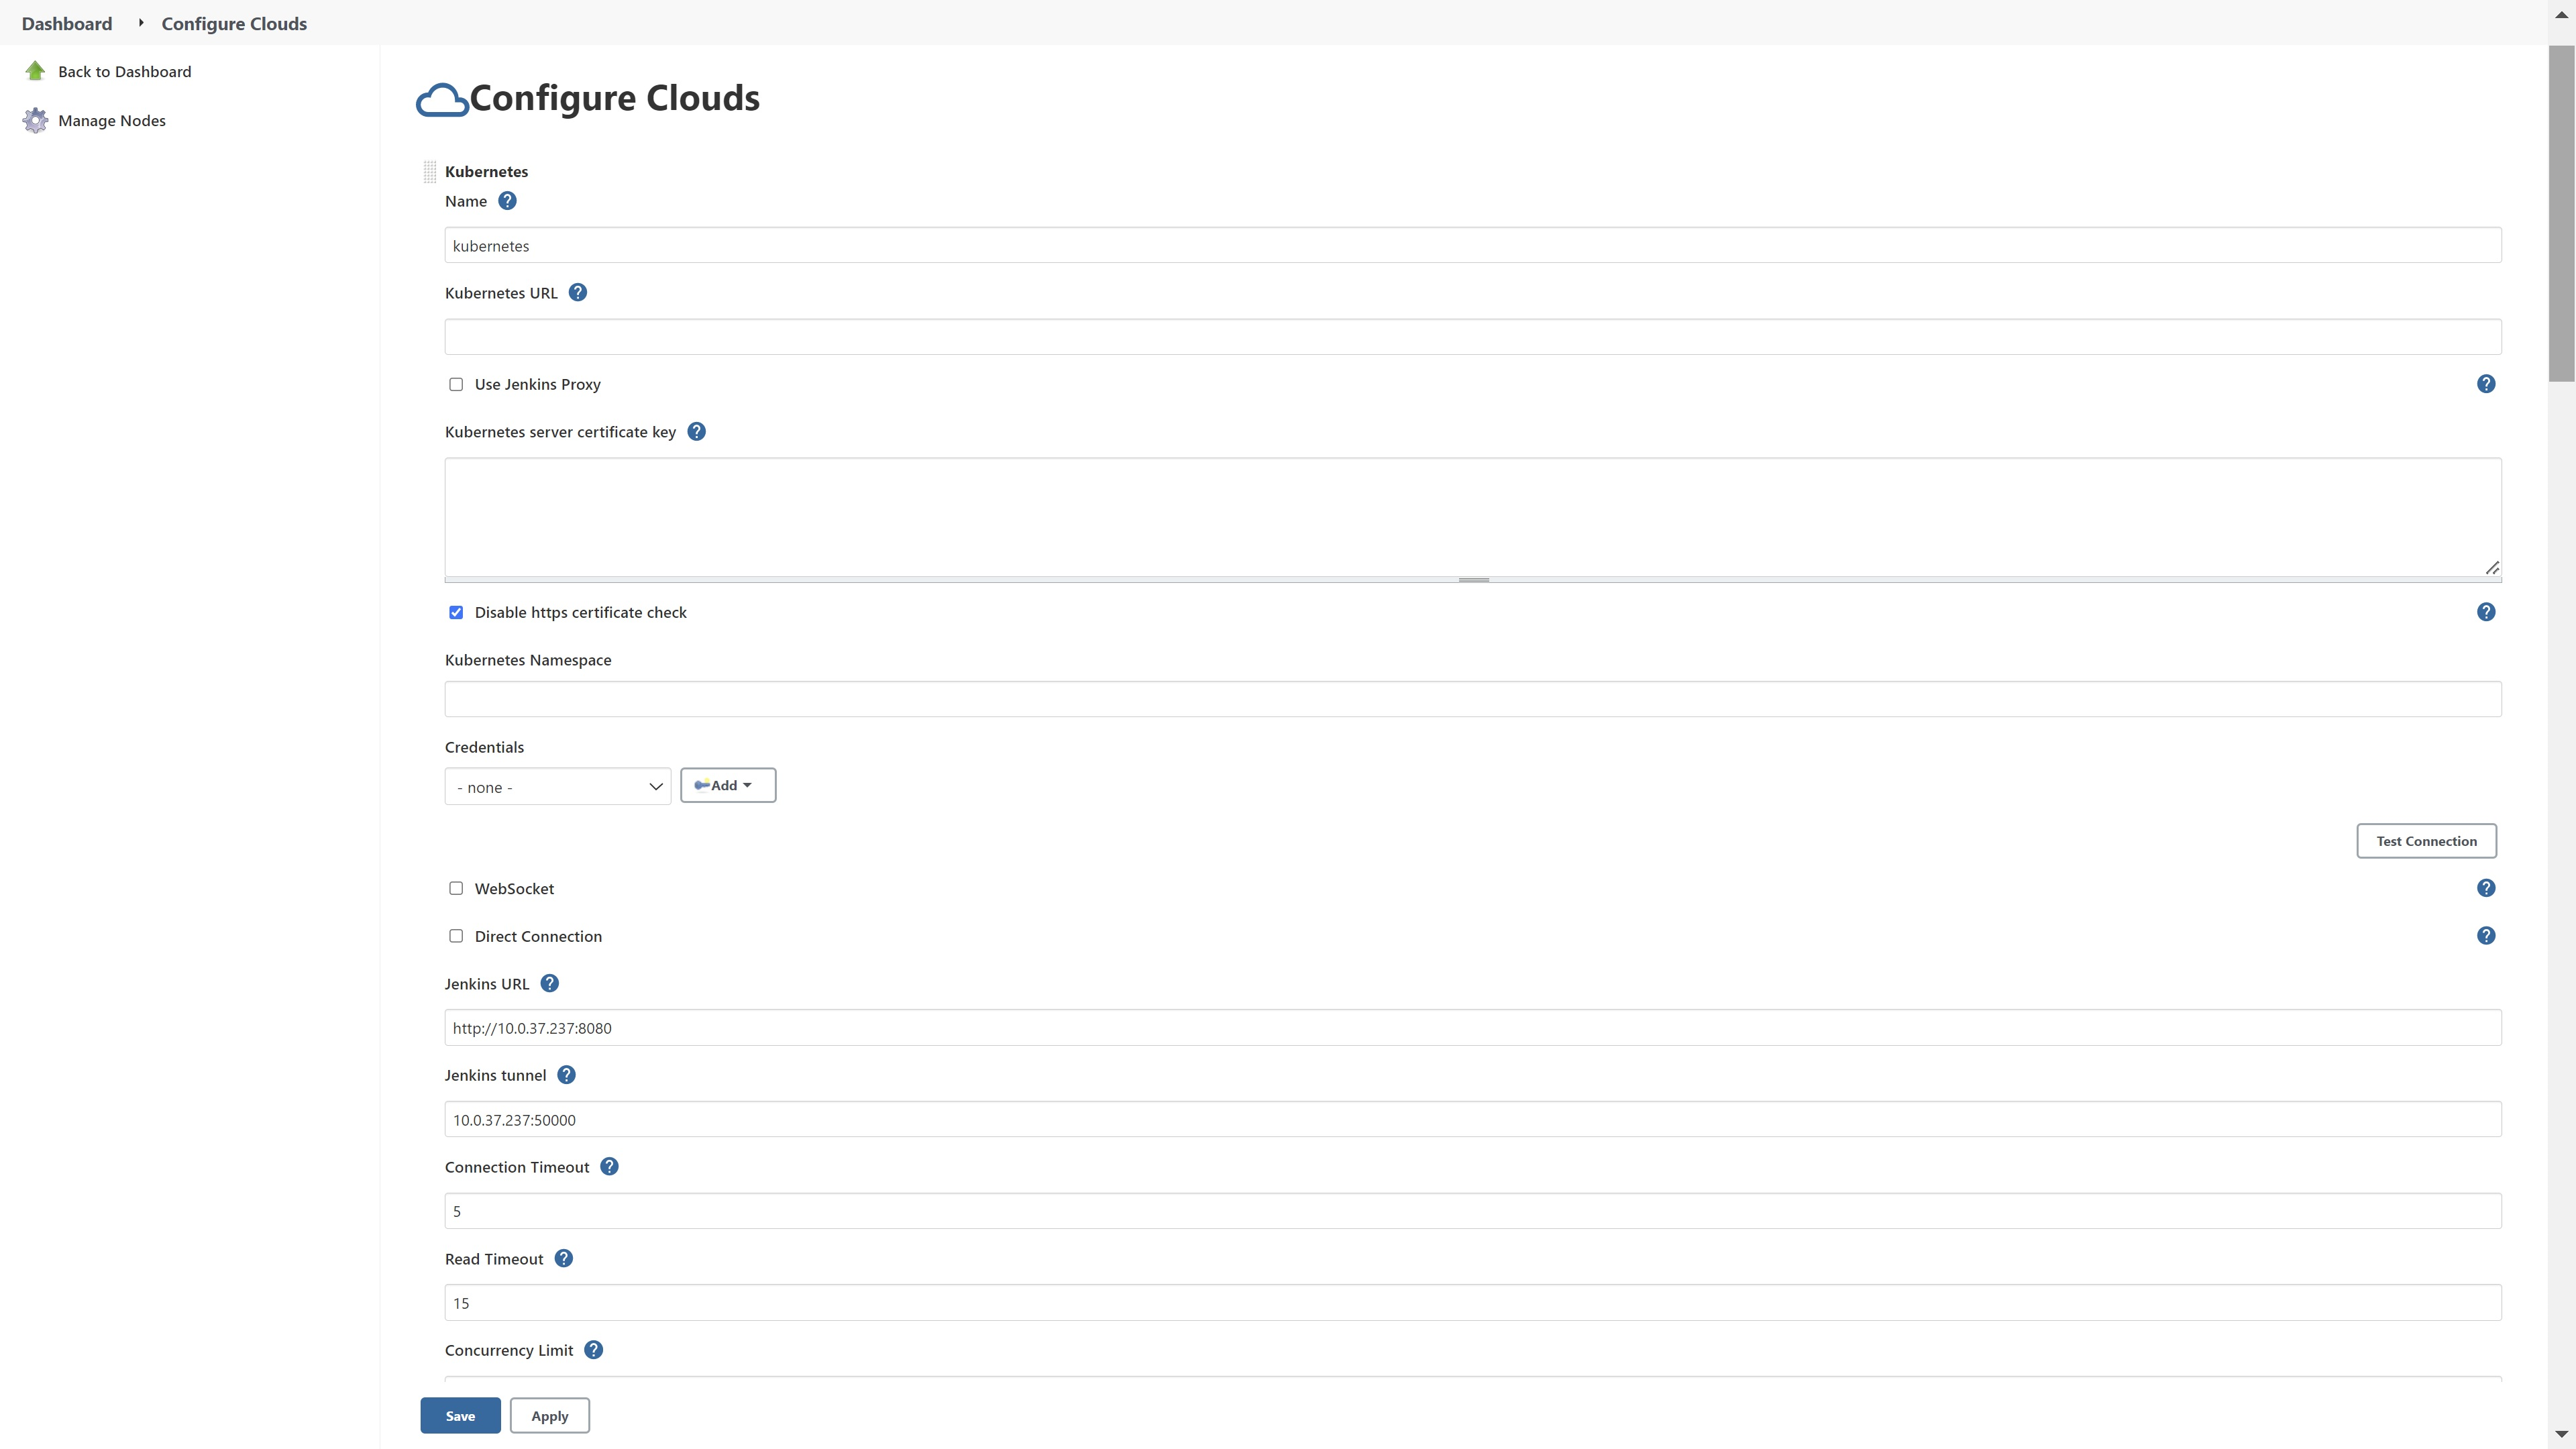 Dashboard Configure Clouds
Back to Dashboard
Manage Nodes
Configure Clouds
Kubernetes
Name ?
kubernetes
Kubernetes URL ?
Use Jenkins Proxy ?
Kubernetes server certificate key ?
Disable https certificate check ?
Kubernetes Namespace
Credentials
- none - Add
Test Connection
WebSocket ?
Direct Connection ?
Jenkins URL ?
http://10.0.37.237:8080
Jenkins tunnel ?
10.0.37.237:50000
Connection Timeout ?
5
Read Timeout ?
15
Concurrency Limit ?
Save Apply